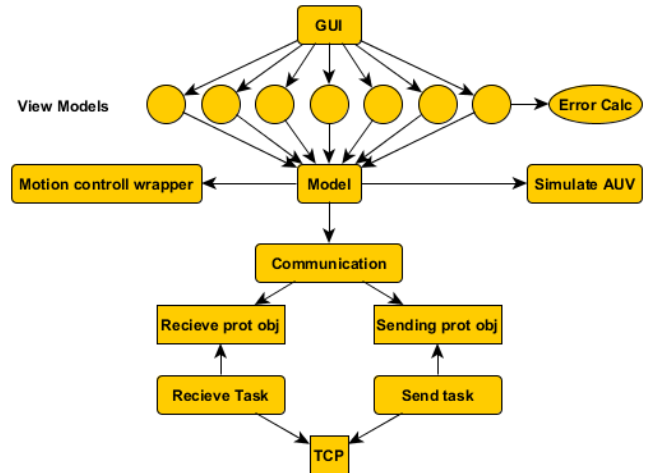 GUI
View Models
Error Calc
Motion controll wrapper
Model
Simulate AUV
Communication
Recieve prot obj
Sending prot obj
Recieve Task
Send task
TCP